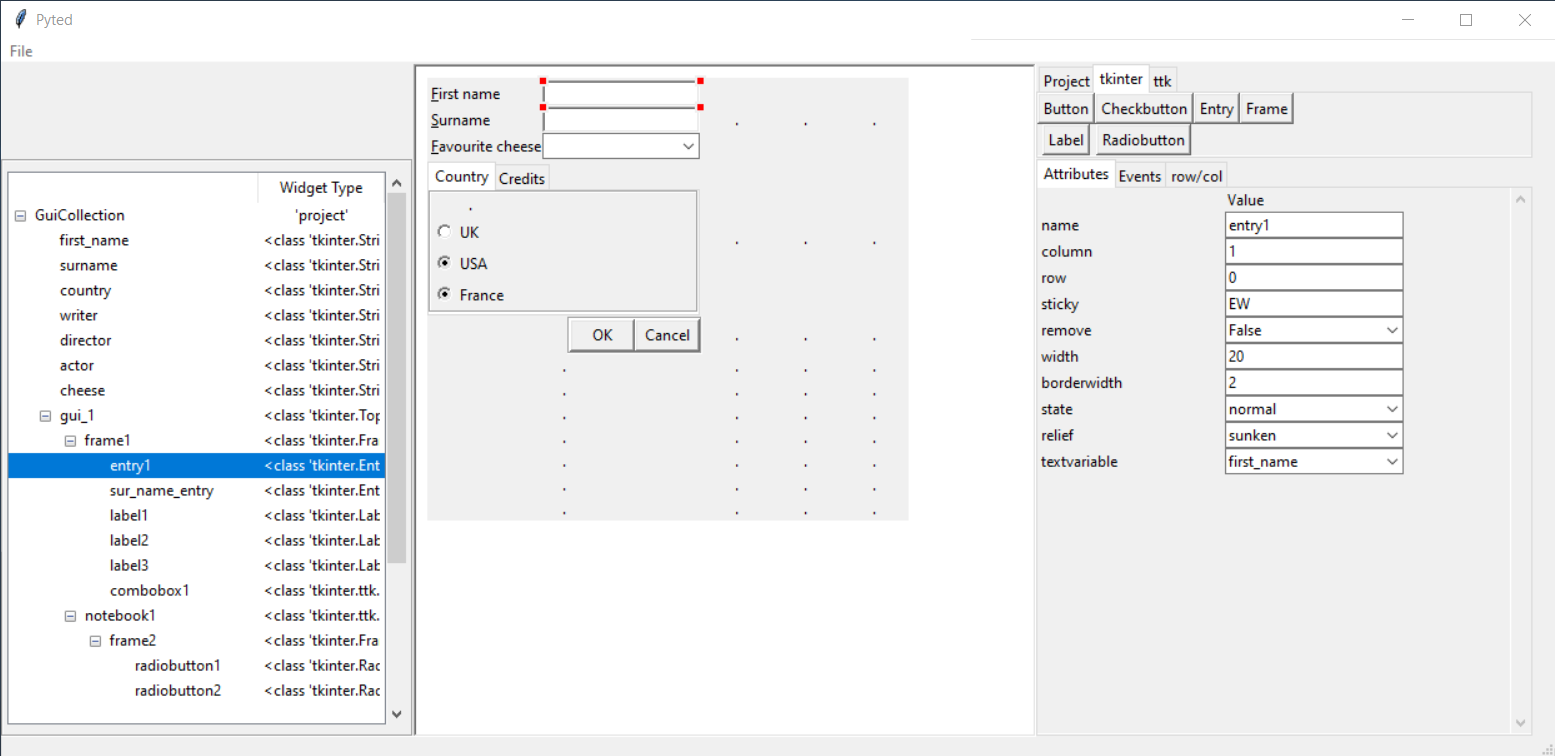 Pyted
File
Widget Type
GuiCollection 'project'
first_name <class 'tkinter.Stri
surname <class 'tkinter.Stri
country <class 'tkinter.Stri
writer <class 'tkinter.Stri
director <class 'tkinter.Stri
actor <class 'tkinter.Stri
cheese <class 'tkinter.Stri
gui_1 <class 'tkinter.Top
frame1 <class 'tkinter.Fra
entry1 <class 'tkinter.Ent
sur_name_entry <class 'tkinter.Ent
label1 <class 'tkinter.Lab
label2 <class 'tkinter.Lab
label3 <class 'tkinter.Lab
combobox1 <class 'tkinter.ttk.
notebook1 <class 'tkinter.ttk.
frame2 <class 'tkinter.Fra
radiobutton1 <class 'tkinter.Rac
radiobutton2 <class 'tkinter.Rac
First name
Surname
Favourite cheese
Country Credits
UK
USA
France
OK Cancel
Project tkinter ttk
Button Checkbutton Entry Frame
Label Radiobutton
Attributes Events row/col
Value
name entry1
column 1
row 0
sticky EW
remove False
width 20
borderwidth 2
state normal
relief sunken
textvariable first_name